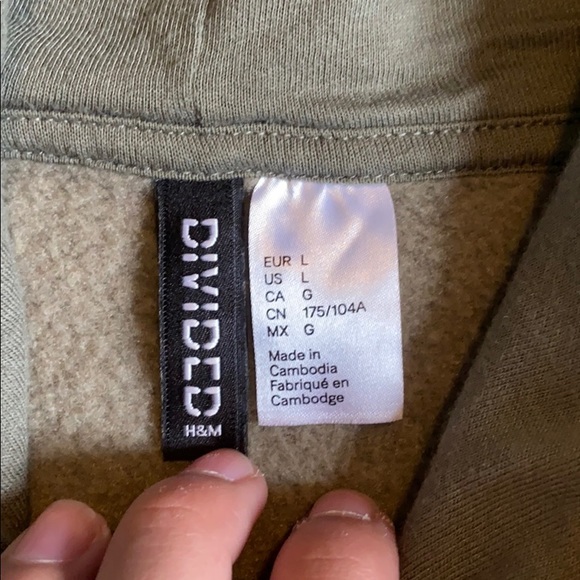 DIVIDED
H&M
EUR L
US L
CA G
CN 175/104A
MX G
Made in
Cambodia
Fabriqué en
Cambodge